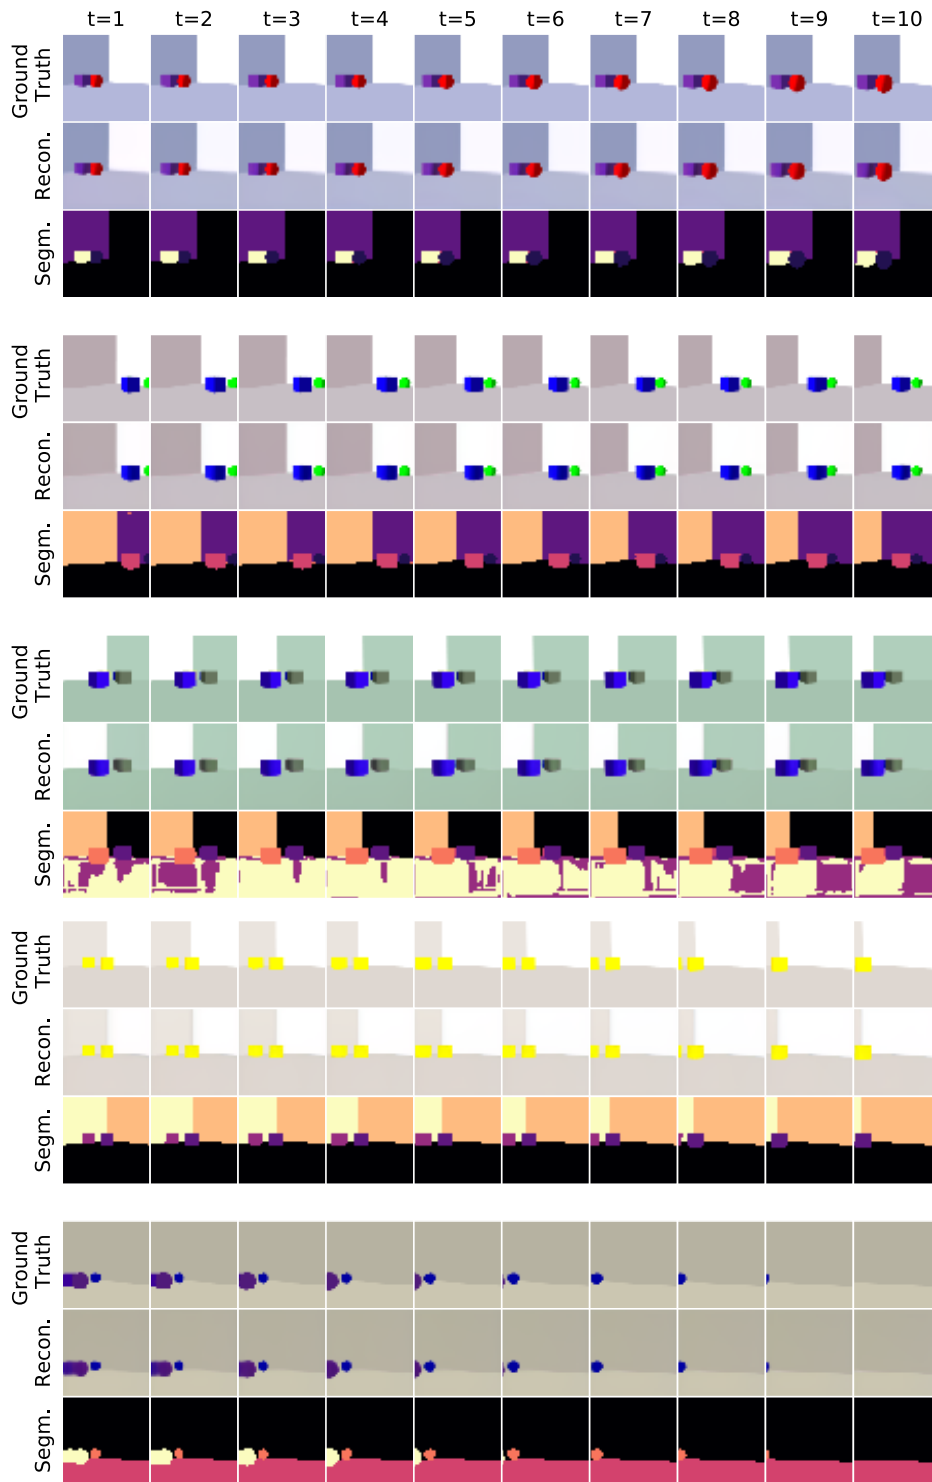 t=1 t=2 t=3 t=4 t=5 t=6 t=7 t=8 t=9 t=10
Ground
Truth
Recon.
Segm.
Ground
Truth
Recon.
Segm.
Ground
Truth
Recon.
Segm.
Ground
Truth
Recon.
Segm.
Ground
Truth
Recon.
Segm.